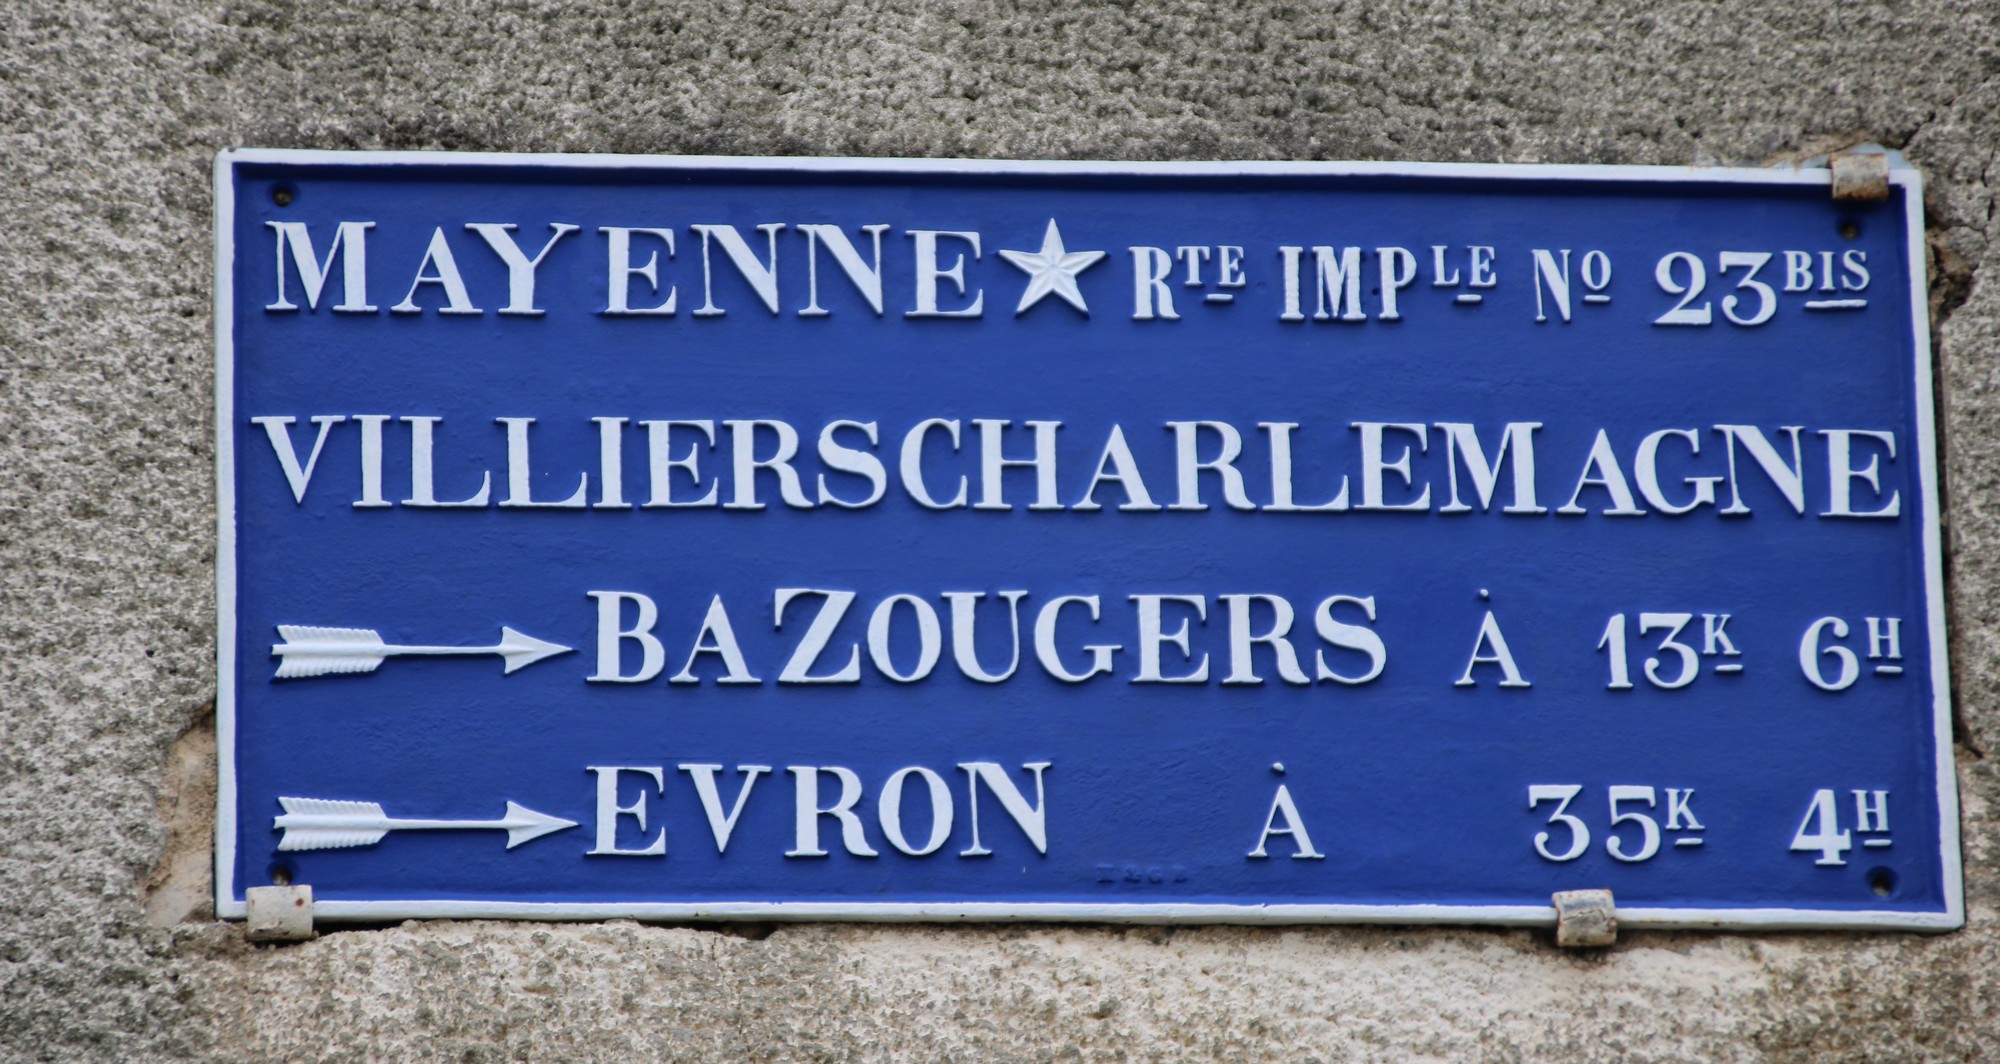 MAYENNE ★ RTE IMPLE NO 23BIS
VILLIERSCHARLEMAGNE
BAZOUGERS À 13K 6H
EVRON À 35K 4H